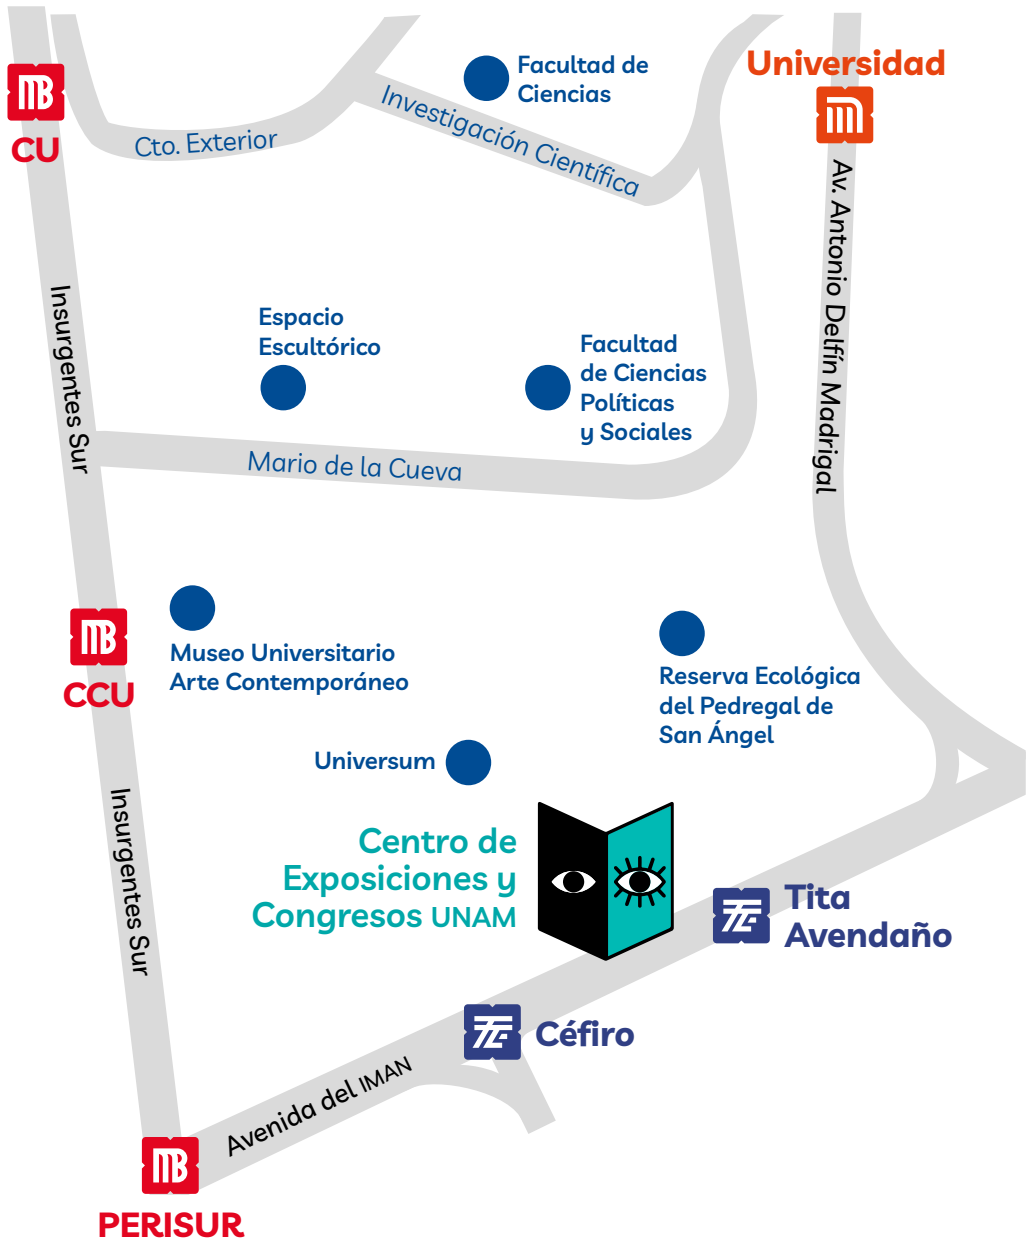 Facultad de
Ciencias
Universidad
CU
Cto. Exterior
Investigación Científica
Av. Antonio Delfín Madrigal
Insurgentes Sur
Espacio
Escultórico
Facultad
de Ciencias
Políticas
y Sociales
Mario de la Cueva
CCU
Museo Universitario
Arte Contemporáneo
Reserva Ecológica
del Pedregal de
San Ángel
Universum
Insurgentes Sur
Centro de
Exposiciones y
Congresos UNAM
Tita
Avendaño
Céfiro
Avenida del IMAN
PERISUR